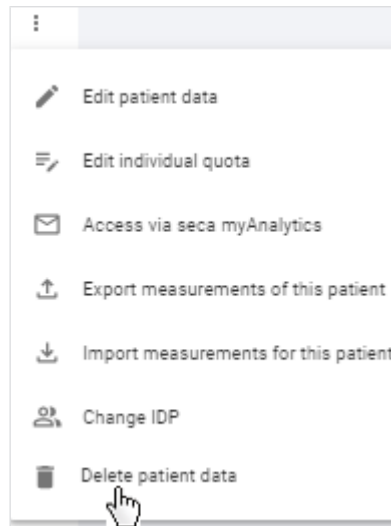 Edit patient data
Edit individual quota
Access via seca myAnalytics
Export measurements of this patient
Import measurements for this patient
Change IDP
Delete patient data